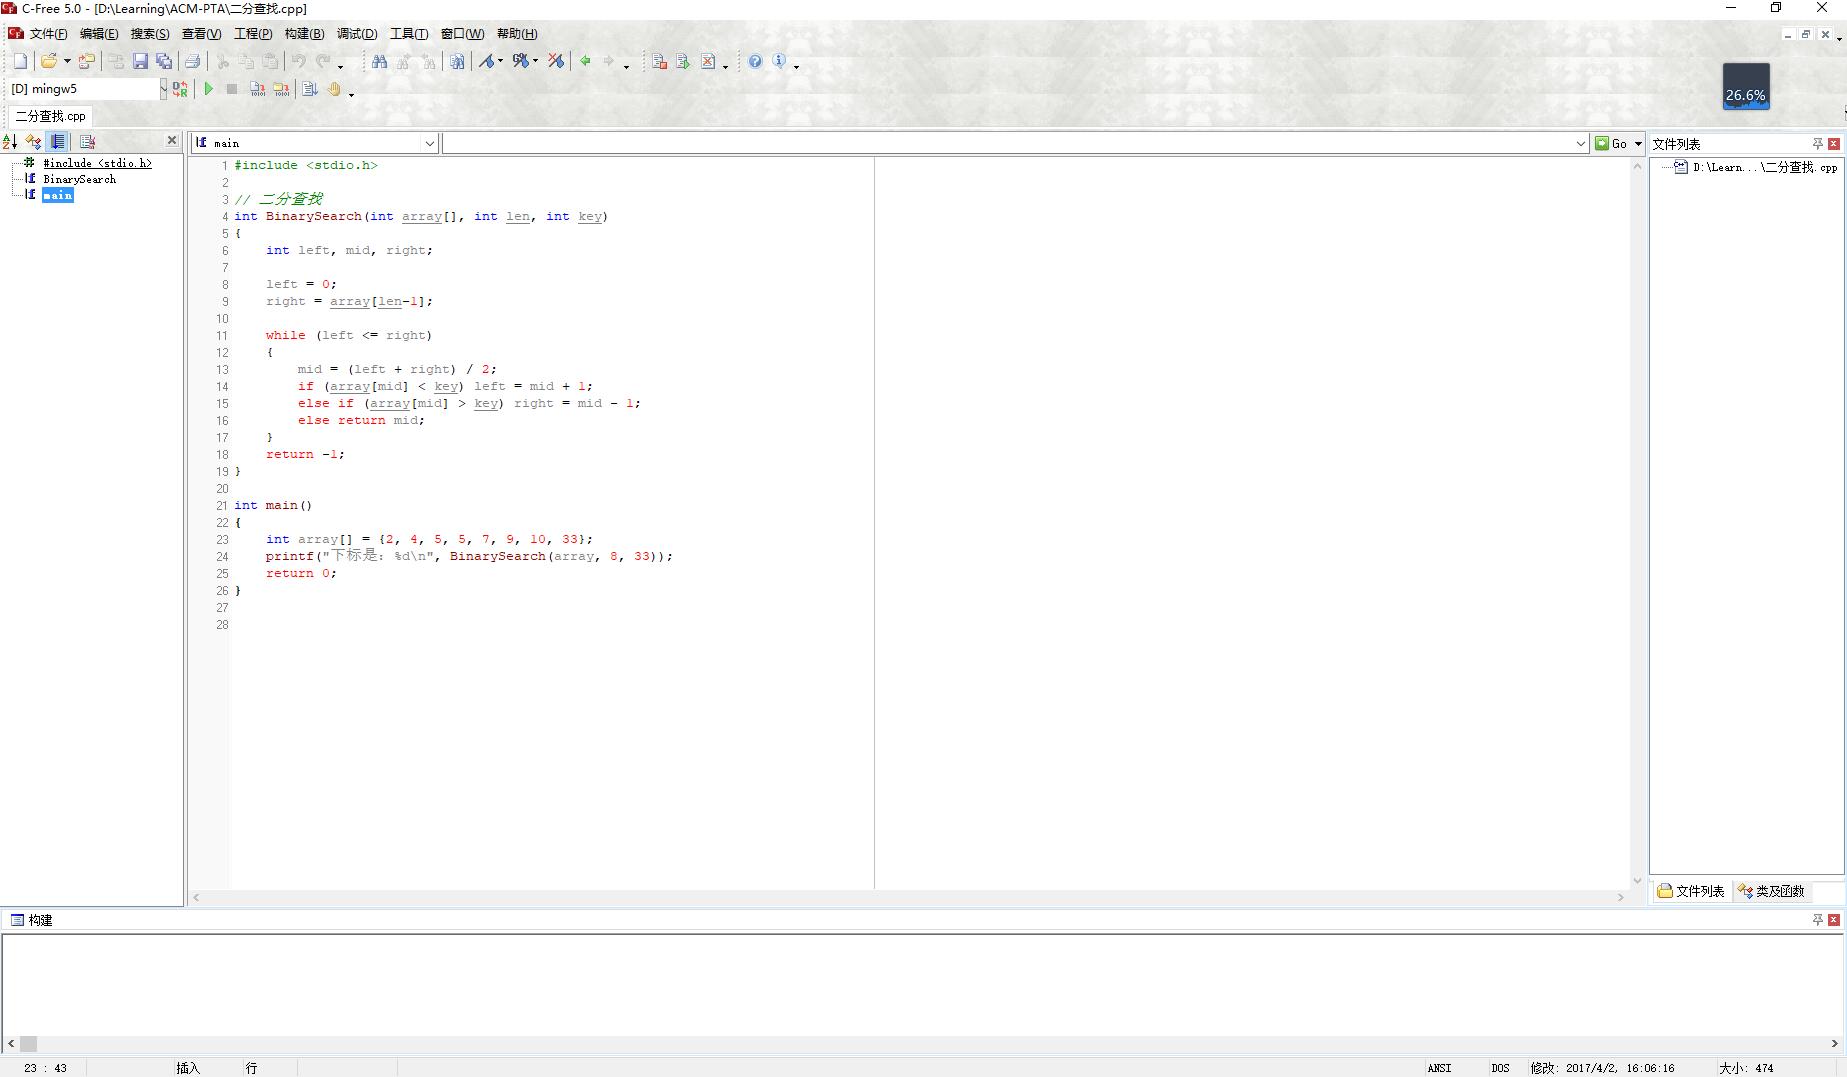 C-Free 5.0 - [D:\Learning\ACM-PTA\二分查找.cpp]
文件(F) 编辑(E) 搜索(S) 查看(V) 工程(P) 构建(B) 调试(D) 工具(T) 窗口(W) 帮助(H)
[D] mingw5
26.6%
二分查找.cpp
main
Go
文件列表
#include <stdio.h>
BinarySearch
main
D:\Learn...\二分查找.cpp
1 #include <stdio.h>
2
3 // 二分查找
4 int BinarySearch(int array[], int len, int key)
5 {
6     int left, mid, right;
7
8     left = 0;
9     right = array[len-1];
10
11     while (left <= right)
12     {
13         mid = (left + right) / 2;
14         if (array[mid] < key) left = mid + 1;
15         else if (array[mid] > key) right = mid - 1;
16         else return mid;
17     }
18     return -1;
19 }
20
21 int main()
22 {
23     int array[] = {2, 4, 5, 5, 7, 9, 10, 33};
24     printf("下标是: %d\n", BinarySearch(array, 8, 33));
25     return 0;
26 }
27
28
文件列表 类及函数
构建
23 : 43 插入 行 ANSI DOS 修改: 2017/4/2, 16:06:16 大小: 474